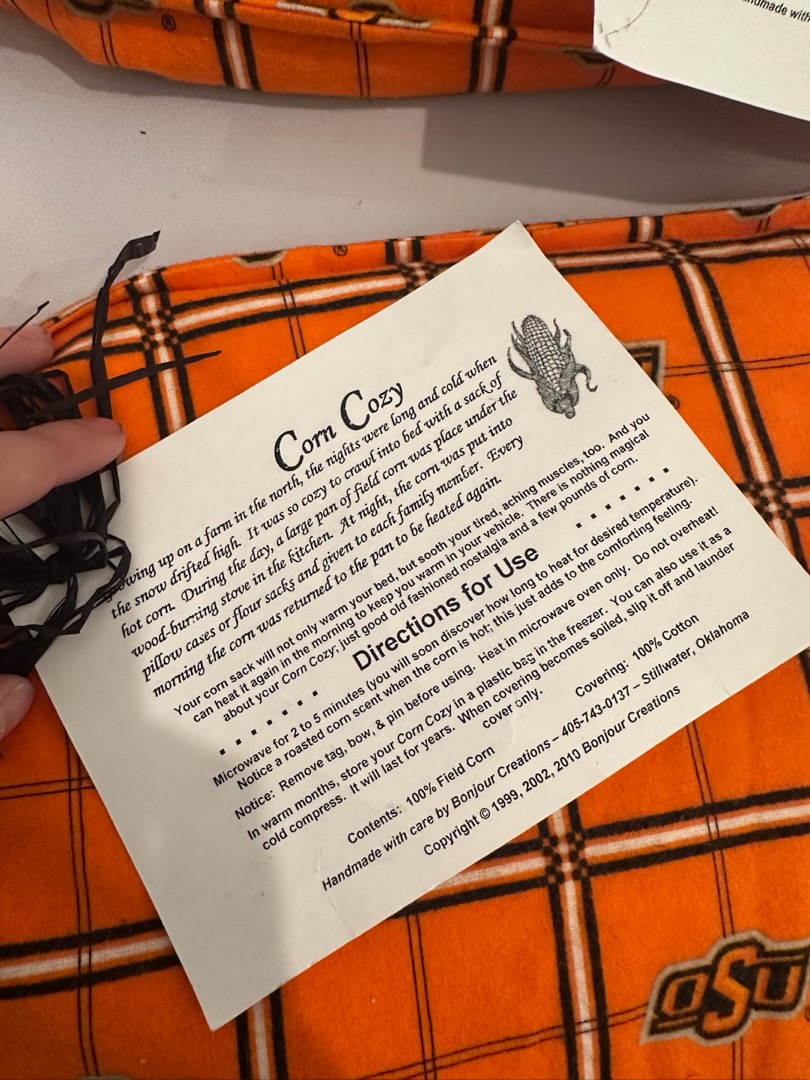 ndmade with
Corn Cozy
wing up on a farm in the north, the nights were long and cold when
the snow drifted high. It was so cozy to crawl into bed with a sack of
hot corn. During the day, a large pan of field corn was place under the
wood-burning stove in the kitchen. At night, the corn was put into
pillow cases or flour sacks and given to each family member. Every
morning the corn was returned to the pan to be heated again.
Your corn sack will not only warm your bed, but sooth your tired, aching muscles, too. And you
can heat it again in the morning to keep you warm in your vehicle. There is nothing magical
about your Corn Cozy; just good old fashioned nostalgia and a few pounds of corn.
Directions for Use
Microwave for 2 to 5 minutes (you will soon discover how long to heat for desired temperature).
Notice a roasted corn scent when the corn is hot; this just adds to the comforting feeling.
Notice: Remove tag, bow, & pin before using. Heat in microwave oven only. Do not overheat!
In warm months, store your Corn Cozy in a plastic bag in the freezer. You can also use it as a
cold compress. It will last for years. When covering becomes soiled, slip it off and launder
cover only.
Contents: 100% Field Corn Covering: 100% Cotton
Handmade with care by Bonjour Creations – 405-743-0137 – Stillwater, Oklahoma
Copyright © 1999, 2002, 2010 Bonjour Creations
OSU